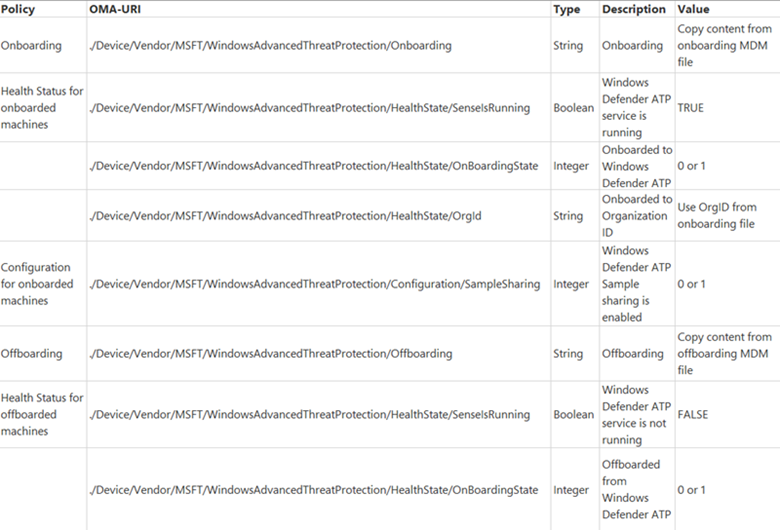 Policy OMA-URI Type Description Value
Onboarding ./Device/Vendor/MSFT/WindowsAdvancedThreatProtection/Onboarding String Onboarding Copy content from
onboarding MDM
file
Health Status for
onboarded
machines ./Device/Vendor/MSFT/WindowsAdvancedThreatProtection/HealthState/SenseIsRunning Boolean Windows
Defender ATP
service is
running TRUE
./Device/Vendor/MSFT/WindowsAdvancedThreatProtection/HealthState/OnBoardingState Integer Onboarded to
Windows
Defender ATP 0 or 1
./Device/Vendor/MSFT/WindowsAdvancedThreatProtection/HealthState/OrgId String Onboarded to
Organization
ID Use OrgID from
onboarding file
Configuration
for onboarded
machines ./Device/Vendor/MSFT/WindowsAdvancedThreatProtection/Configuration/SampleSharing Integer Windows
Defender ATP
Sample
sharing is
enabled 0 or 1
Offboarding ./Device/Vendor/MSFT/WindowsAdvancedThreatProtection/Offboarding String Offboarding Copy content from
offboarding MDM
file
Health Status for
offboarded
machines ./Device/Vendor/MSFT/WindowsAdvancedThreatProtection/HealthState/SenseIsRunning Boolean Windows
Defender ATP
service is not
running FALSE
./Device/Vendor/MSFT/WindowsAdvancedThreatProtection/HealthState/OnBoardingState Integer Offboarded
from
Windows
Defender ATP 0 or 1